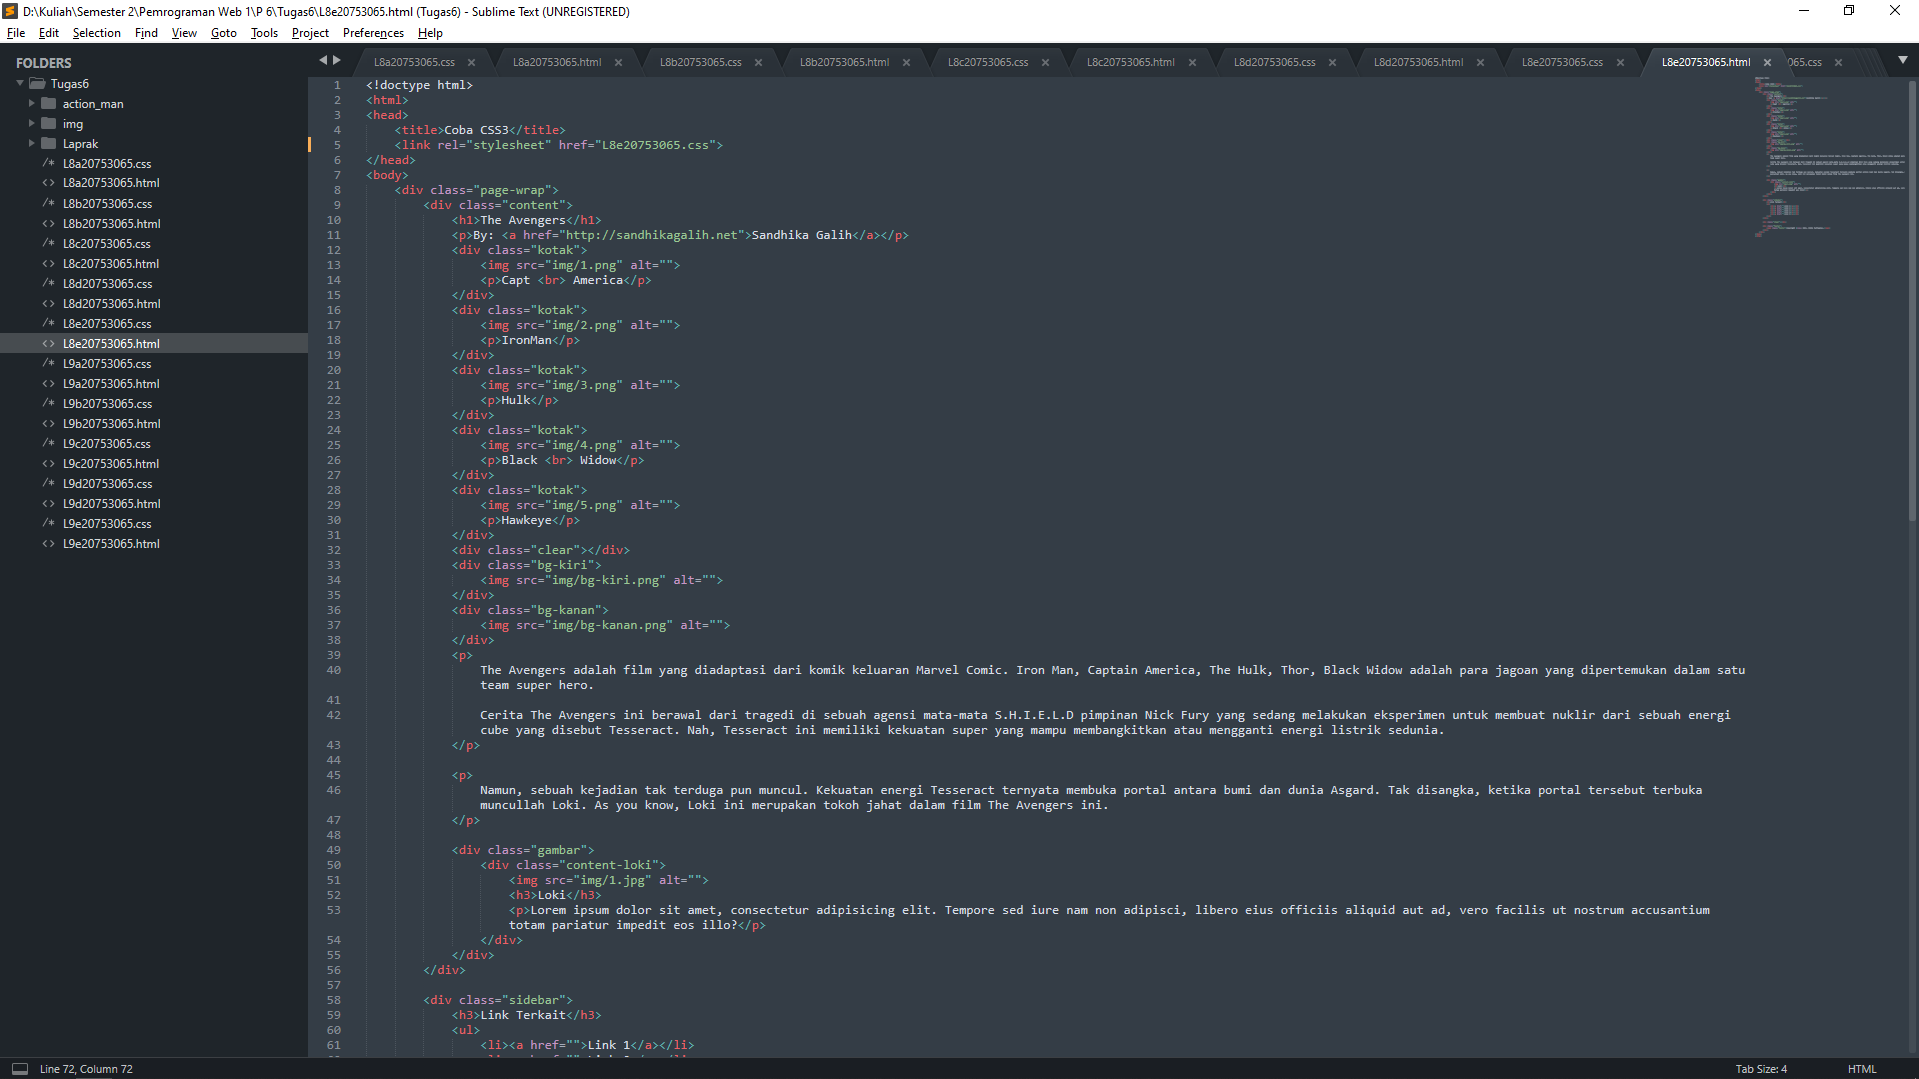 D:\Kuliah\Semester 2\Pemrograman Web 1\P 6\Tugas6\L8e20753065.html (Tugas6) - Sublime Text (UNREGISTERED)
File Edit Selection Find View Goto Tools Project Preferences Help
FOLDERS
Tugas6
action_man
img
Laprak
/* L8a20753065.css
<> L8a20753065.html
/* L8b20753065.css
<> L8b20753065.html
/* L8c20753065.css
<> L8c20753065.html
/* L8d20753065.css
<> L8d20753065.html
/* L8e20753065.css
<> L8e20753065.html
/* L9a20753065.css
<> L9a20753065.html
/* L9b20753065.css
<> L9b20753065.html
/* L9c20753065.css
<> L9c20753065.html
/* L9d20753065.css
<> L9d20753065.html
/* L9e20753065.css
<> L9e20753065.html
L8a20753065.css L8a20753065.html L8b20753065.css L8b20753065.html L8c20753065.css L8c20753065.html L8d20753065.css L8d20753065.html L8e20753065.css L8e20753065.html 05.css
1 <!doctype html>
2 <html>
3 <head>
4 <title>Coba CSS3</title>
5 <link rel="stylesheet" href="L8e20753065.css">
6 </head>
7 <body>
8 <div class="page-wrap">
9 <div class="content">
10 <h1>The Avengers</h1>
11 <p>By: <a href="http://sandhikagalih.net">Sandhika Galih</a></p>
12 <div class="kotak">
13 <img src="img/1.png" alt="">
14 <p>Capt <br> America</p>
15 </div>
16 <div class="kotak">
17 <img src="img/2.png" alt="">
18 <p>IronMan</p>
19 </div>
20 <div class="kotak">
21 <img src="img/3.png" alt="">
22 <p>Hulk</p>
23 </div>
24 <div class="kotak">
25 <img src="img/4.png" alt="">
26 <p>Black <br> Widow</p>
27 </div>
28 <div class="kotak">
29 <img src="img/5.png" alt="">
30 <p>Hawkeye</p>
31 </div>
32 <div class="clear"></div>
33 <div class="bg-kiri">
34 <img src="img/bg-kiri.png" alt="">
35 </div>
36 <div class="bg-kanan">
37 <img src="img/bg-kanan.png" alt="">
38 </div>
39 <p>
40 The Avengers adalah film yang diadaptasi dari komik keluaran Marvel Comic. Iron Man, Captain America, The Hulk, Thor, Black Widow adalah para jagoan yang dipertemukan dalam satu
team super hero.
41
42 Cerita The Avengers ini berawal dari tragedi di sebuah agensi mata-mata S.H.I.E.L.D pimpinan Nick Fury yang sedang melakukan eksperimen untuk membuat nuklir dari sebuah energi
cube yang disebut Tesseract. Nah, Tesseract ini memiliki kekuatan super yang mampu membangkitkan atau mengganti energi listrik sedunia.
43 </p>
44
45 <p>
46 Namun, sebuah kejadian tak terduga pun muncul. Kekuatan energi Tesseract ternyata membuka portal antara bumi dan dunia Asgard. Tak disangka, ketika portal tersebut terbuka
muncullah Loki. As you know, Loki ini merupakan tokoh jahat dalam film The Avengers ini.
47 </p>
48
49 <div class="gambar">
50 <div class="content-loki">
51 <img src="img/1.jpg" alt="">
52 <h3>Loki</h3>
53 <p>Lorem ipsum dolor sit amet, consectetur adipisicing elit. Tempore sed iure nam non adipisci, libero eius officiis aliquid aut ad, vero facilis ut nostrum accusantium
totam pariatur impedit eos illo?</p>
54 </div>
55 </div>
56 </div>
57
58 <div class="sidebar">
59 <h3>Link Terkait</h3>
60 <ul>
61 <li><a href="">Link 1</a></li>
Line 72, Column 72
Tab Size: 4 HTML